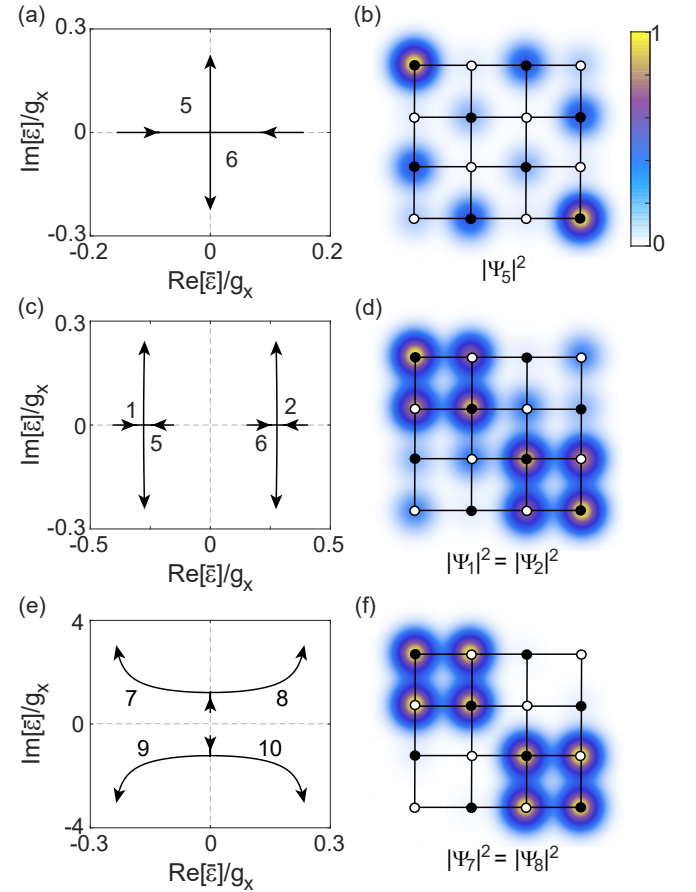 (a)
0.3
0
-0.3
Im[ε̄]/gₓ
5
6
-0.2
0
0.2
Re[ε̄]/gₓ
(b)
|Ψ₅|²
1
0
(c)
0.3
0
-0.3
Im[ε̄]/gₓ
1
5
2
6
-0.5
0
0.5
Re[ε̄]/gₓ
(d)
|Ψ₁|² = |Ψ₂|²
(e)
4
0
-4
Im[ε̄]/gₓ
7
8
9
10
-0.3
0
0.3
Re[ε̄]/gₓ
(f)
|Ψ₇|² = |Ψ₈|²